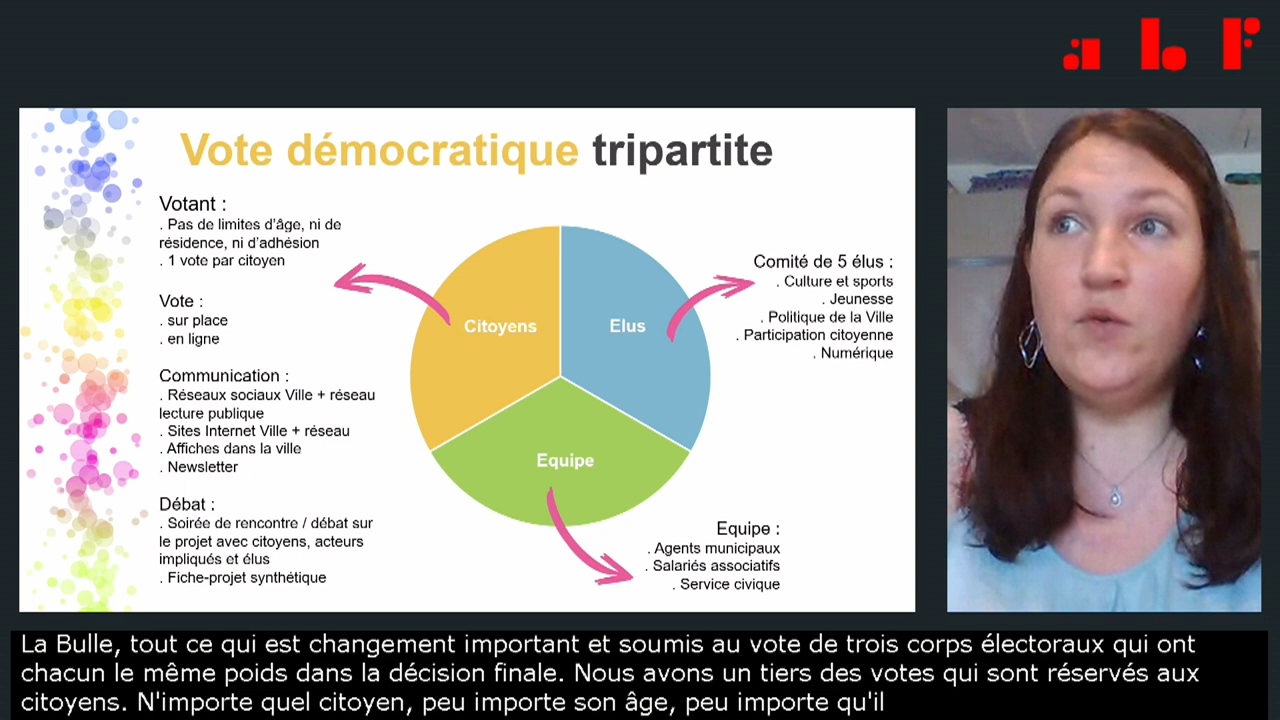 abF
Vote démocratique tripartite
Votant :
. Pas de limites d'âge, ni de
résidence, ni d'adhésion
. 1 vote par citoyen
Vote :
. sur place
. en ligne
Communication :
. Réseaux sociaux Ville + réseau
lecture publique
. Sites Internet Ville + réseau
. Affiches dans la ville
. Newsletter
Débat :
. Soirée de rencontre / débat sur
le projet avec citoyens, acteurs
impliqués et élus
. Fiche-projet synthétique
Citoyens
Elus
Equipe
Comité de 5 élus :
. Culture et sports
. Jeunesse
. Politique de la Ville
. Participation citoyenne
. Numérique
Equipe :
. Agents municipaux
. Salariés associatifs
. Service civique
La Bulle, tout ce qui est changement important et soumis au vote de trois corps électoraux qui ont
chacun le même poids dans la décision finale. Nous avons un tiers des votes qui sont réservés aux
citoyens. N'importe quel citoyen, peu importe son âge, peu importe qu'il